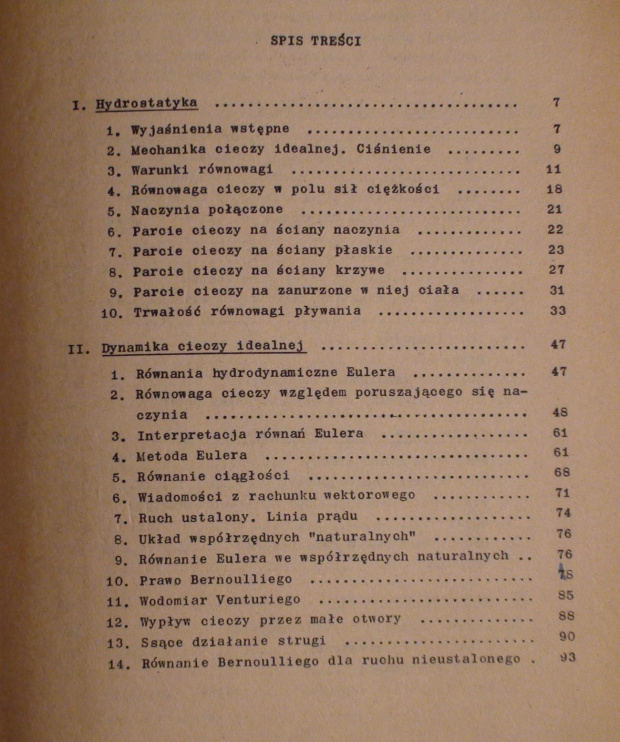 SPIS TREŚCI
I. Hydrostatyka .................................... 7
1. Wyjaśnienia wstępne ......................... 7
2. Mechanika cieczy idealnej. Ciśnienie ......... 9
3. Warunki równowagi ........................... 11
4. Równowaga cieczy w polu sił ciężkości ........ 18
5. Naczynia połączone .......................... 21
6. Parcie cieczy na ściany naczynia ............. 22
7. Parcie cieczy na ściany płaskie .............. 23
8. Parcie cieczy na ściany krzywe ............... 27
9. Parcie cieczy na zanurzone w niej ciała ...... 31
10. Trwałość równowagi pływania ................. 33
II. Dynamika cieczy idealnej ........................ 47
1. Równania hydrodynamiczne Eulera ............. 47
2. Równowaga cieczy względem poruszającego się na-
czynia ...................................... 48
3. Interpretacja równań Eulera .................. 61
4. Metoda Eulera ............................... 61
5. Równanie ciągłości .......................... 68
6. Wiadomości z rachunku wektorowego ............ 71
7. Ruch ustalony. Linia prądu ................... 74
8. Układ współrzędnych "naturalnych" ............ 76
9. Równanie Eulera we współrzędnych naturalnych .. 76
10. Prawo Bernoulliego .......................... 78
11. Wodomiar Venturiego ......................... 85
12. Wypływ cieczy przez małe otwory .............. 88
13. Ssące działanie strugi ....................... 90
14. Równanie Bernoulliego dla ruchu nieustalonego . 93